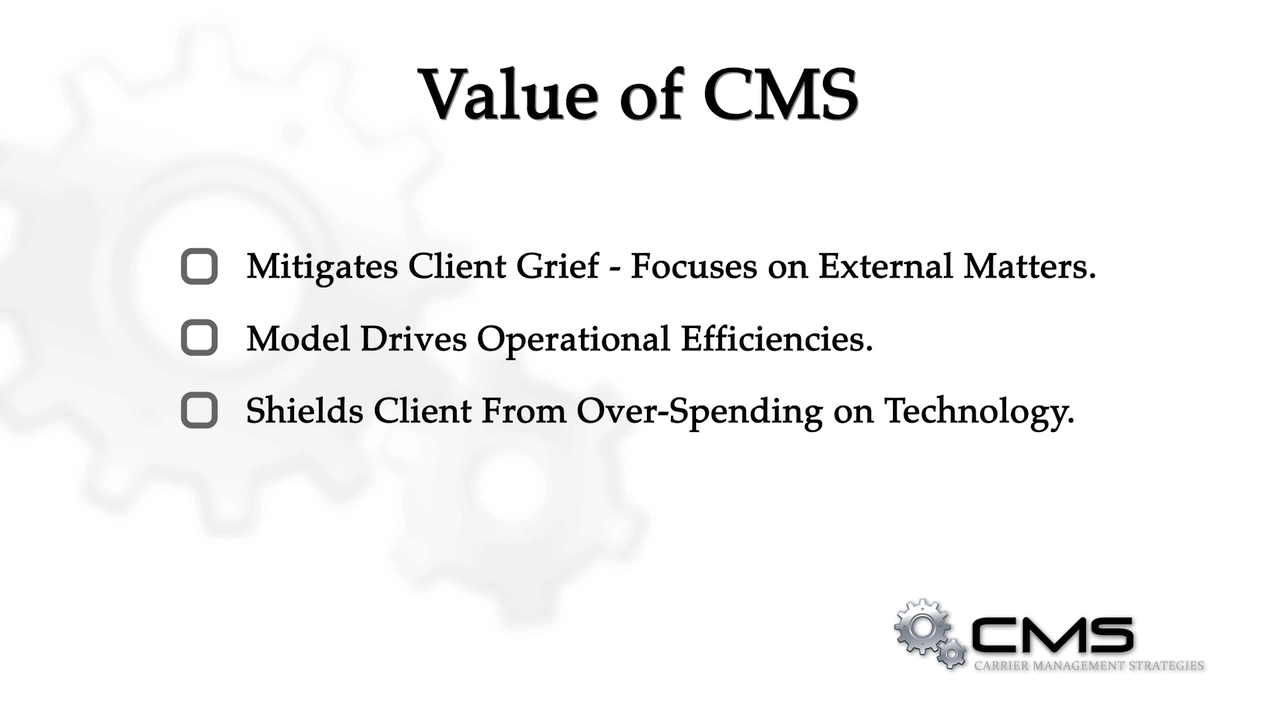 Value of CMS
Mitigates Client Grief - Focuses on External Matters.
Model Drives Operational Efficiencies.
Shields Client From Over-Spending on Technology.
CMS
CARRIER MANAGEMENT STRATEGIES